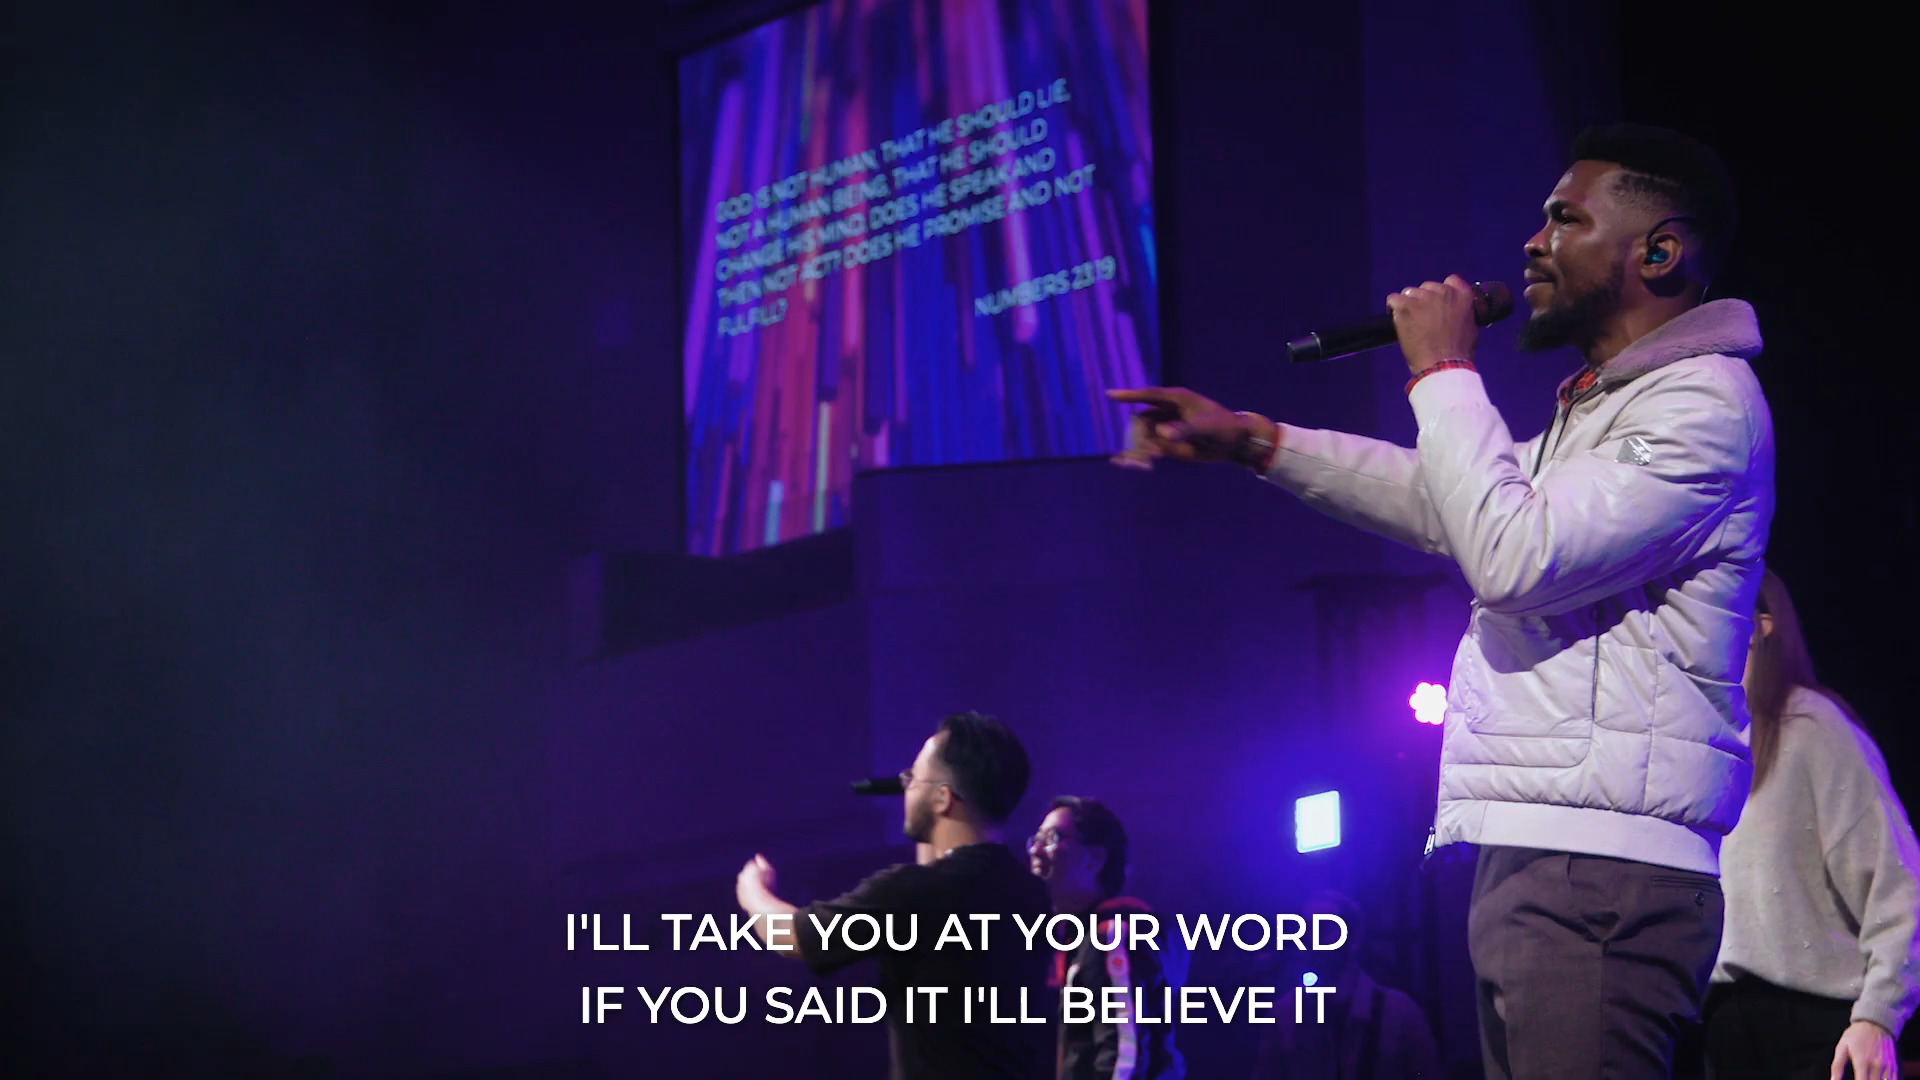 GOD IS NOT HUMAN, THAT HE SHOULD LIE,
NOT A HUMAN BEING, THAT HE SHOULD
CHANGE HIS MIND. DOES HE SPEAK AND
THEN NOT ACT? DOES HE PROMISE AND NOT
FULFILL?
NUMBERS 23:19
I'LL TAKE YOU AT YOUR WORD
IF YOU SAID IT I'LL BELIEVE IT